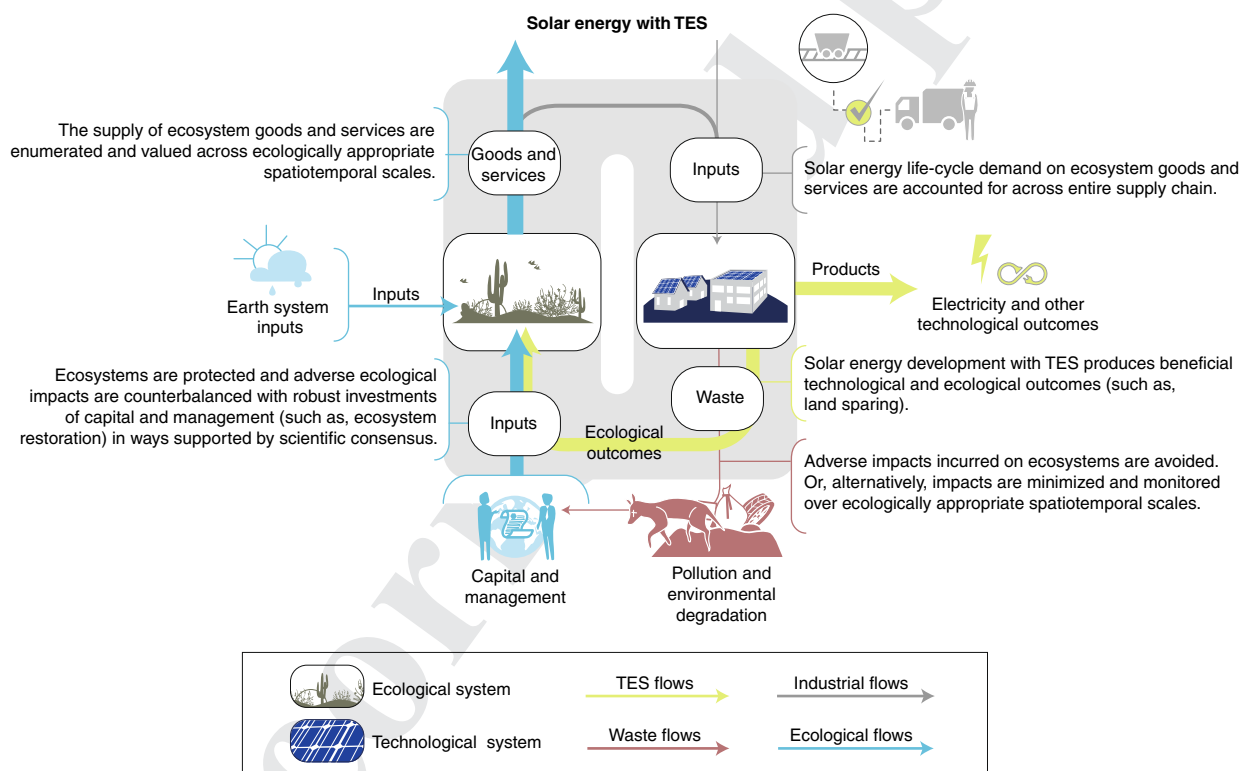 Solar energy with TES
The supply of ecosystem goods and services are
enumerated and valued across ecologically appropriate
spatiotemporal scales.
Goods and
services
Inputs
Solar energy life-cycle demand on ecosystem goods and
services are accounted for across entire supply chain.
Earth system
inputs
Inputs
Products
Electricity and other
technological outcomes
Ecosystems are protected and adverse ecological
impacts are counterbalanced with robust investments
of capital and management (such as, ecosystem
restoration) in ways supported by scientific consensus.
Inputs
Ecological
outcomes
Waste
Solar energy development with TES produces beneficial
technological and ecological outcomes (such as,
land sparing).
Adverse impacts incurred on ecosystems are avoided.
Or, alternatively, impacts are minimized and monitored
over ecologically appropriate spatiotemporal scales.
Capital and
management
Pollution and
environmental
degradation
Ecological system
TES flows
Industrial flows
Technological system
Waste flows
Ecological flows